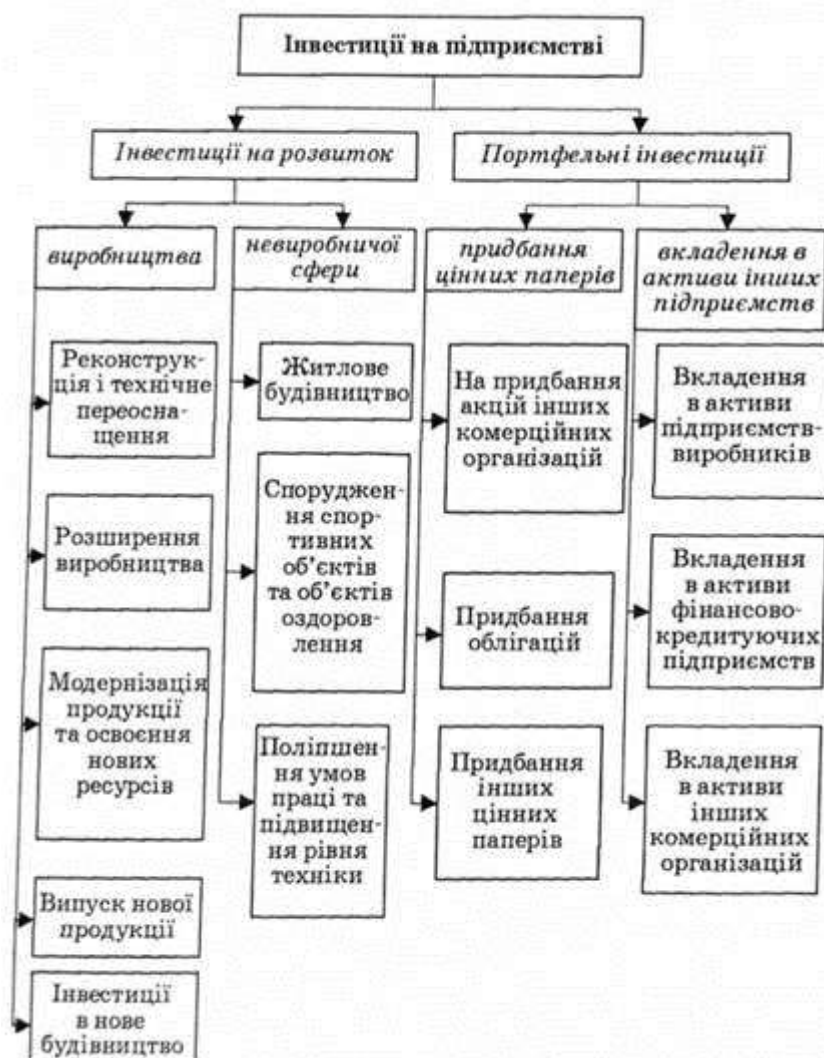 Інвестиції на підприємстві
Інвестиції на розвиток
Портфельні інвестиції
виробництва
невиробничої
сфери
придбання
цінних паперів
вкладення в
активи інших
підприємств
Реконструк-
ція і технічне
переосна-
щення
Розширення
виробництва
Модернізація
продукції
та освоєння
нових
ресурсів
Випуск нової
продукції
Інвестиції
в нове
будівництво
Житлове
будівництво
Споруджен-
ня спор-
тивних
об’єктів
та об’єктів
оздоров-
лення
Поліпшен-
ня умов
праці та
підвищен-
ня рівня
техніки
На придбання
акцій інших
комерційних
організацій
Придбання
облігацій
Придбання
інших
цінних
паперів
Вкладення
в активи
підприємств-
виробників
Вкладення
в активи
фінансово-
кредитуючих
підприємств
Вкладення
в активи
інших
комерційних
організацій